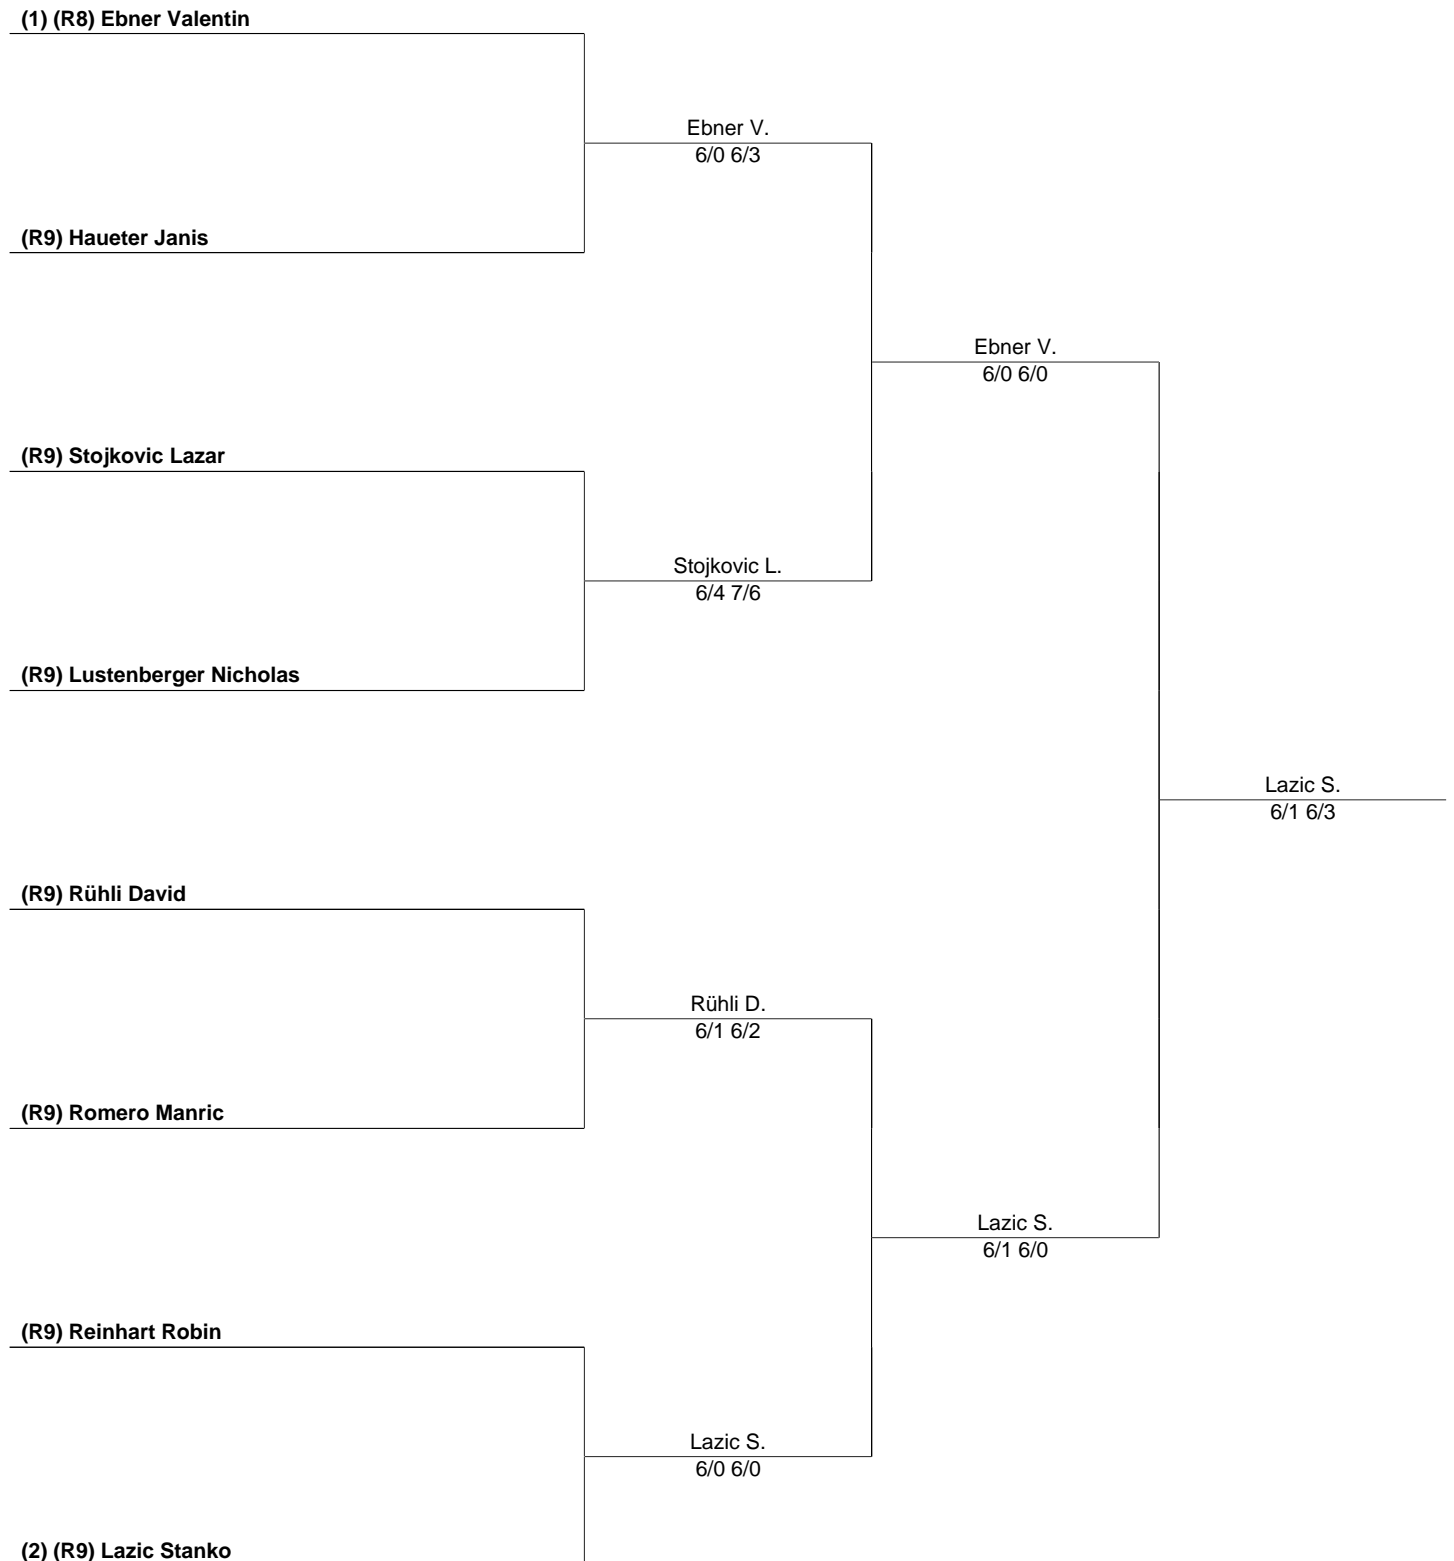 (1) (R8) Ebner Valentin
Ebner V.
6/0 6/3
(R9) Haueter Janis
Ebner V.
6/0 6/0
(R9) Stojkovic Lazar
Stojkovic L.
6/4 7/6
(R9) Lustenberger Nicholas
Lazic S.
6/1 6/3
(R9) Rühli David
Rühli D.
6/1 6/2
(R9) Romero Manric
Lazic S.
6/1 6/0
(R9) Reinhart Robin
Lazic S.
6/0 6/0
(2) (R9) Lazic Stanko